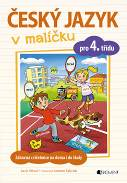 ČESKÝ JAZYK
v malíčku
pro 4. třídu
Zábavná cvičebnice na doma i do školy